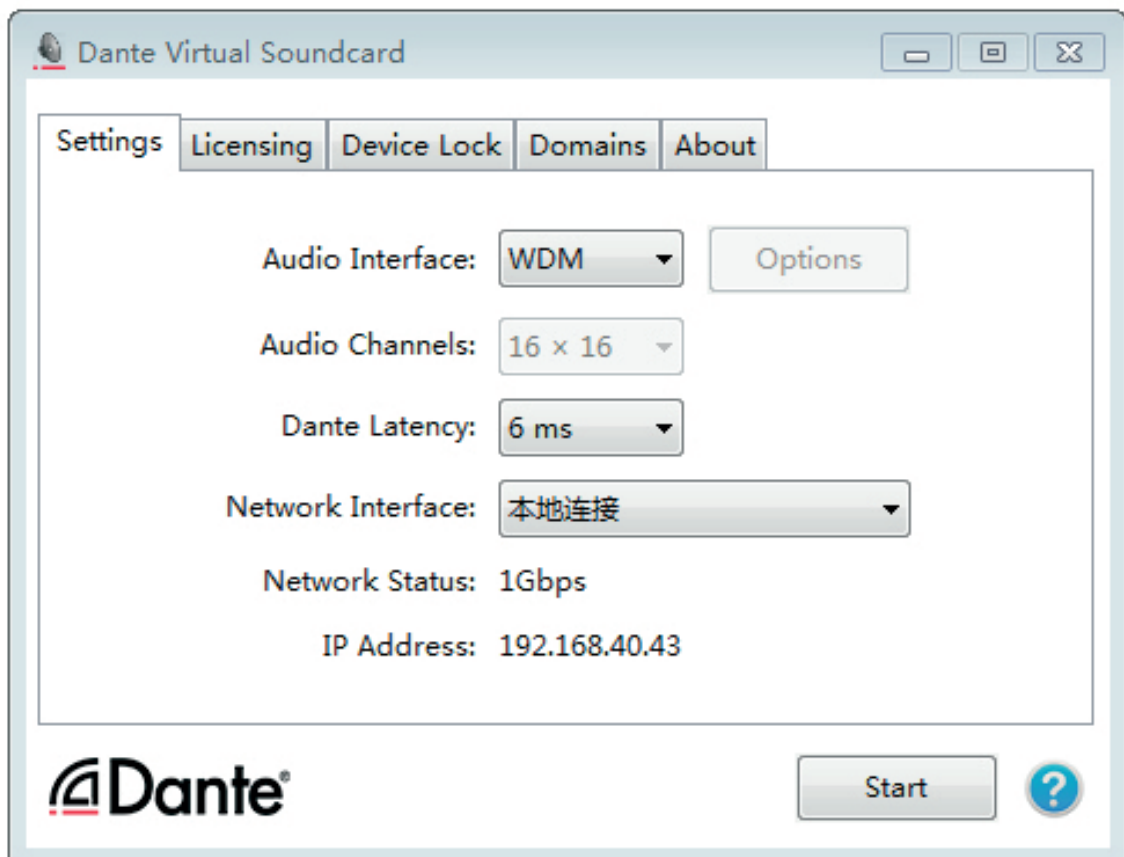 Dante Virtual Soundcard
Settings Licensing Device Lock Domains About
Audio Interface: WDM Options
Audio Channels: 16 × 16
Dante Latency: 6 ms
Network Interface: 本地连接
Network Status: 1Gbps
IP Address: 192.168.40.43
Dante® Start ?